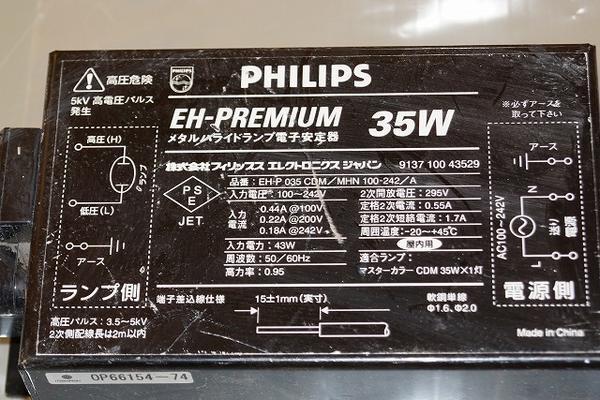 高圧危険
5kV 高電圧パルス
発生
PHILIPS
PHILIPS
EH-PREMIUM 35W
メタルハライドランプ電子安定器
※必ずアースを
取って下さい
株式会社フィリップス エレクトロニクス ジャパン 9137 100 43529
品番：EH-P 035 CDM／MHN 100-242／A
P S
E
JET
入力電圧：100〜242V
入力
電流：
0.44A @100V
0.22A @200V
0.18A @242V
入力電力：43W
周波数：50／60Hz
高力率：0.95
2次開放電圧：295V
定格2次電流：0.55A
定格2次短絡電流：1.7A
周囲温度：-20〜+45℃
屋内用
適合ランプ：
マスターカラー CDM 35W×1灯
高圧(H)
ランプ
低圧(L)
アース
ランプ側
高圧パルス：3.5〜5kV
2次側配線長は2m以内
端子差込線仕様 15±1mm(実寸)
軟銅単線
Φ1.6、Φ2.0
アース
N
AC100〜242V
送り
電源
L
電源側
Made in China
OP66154-74